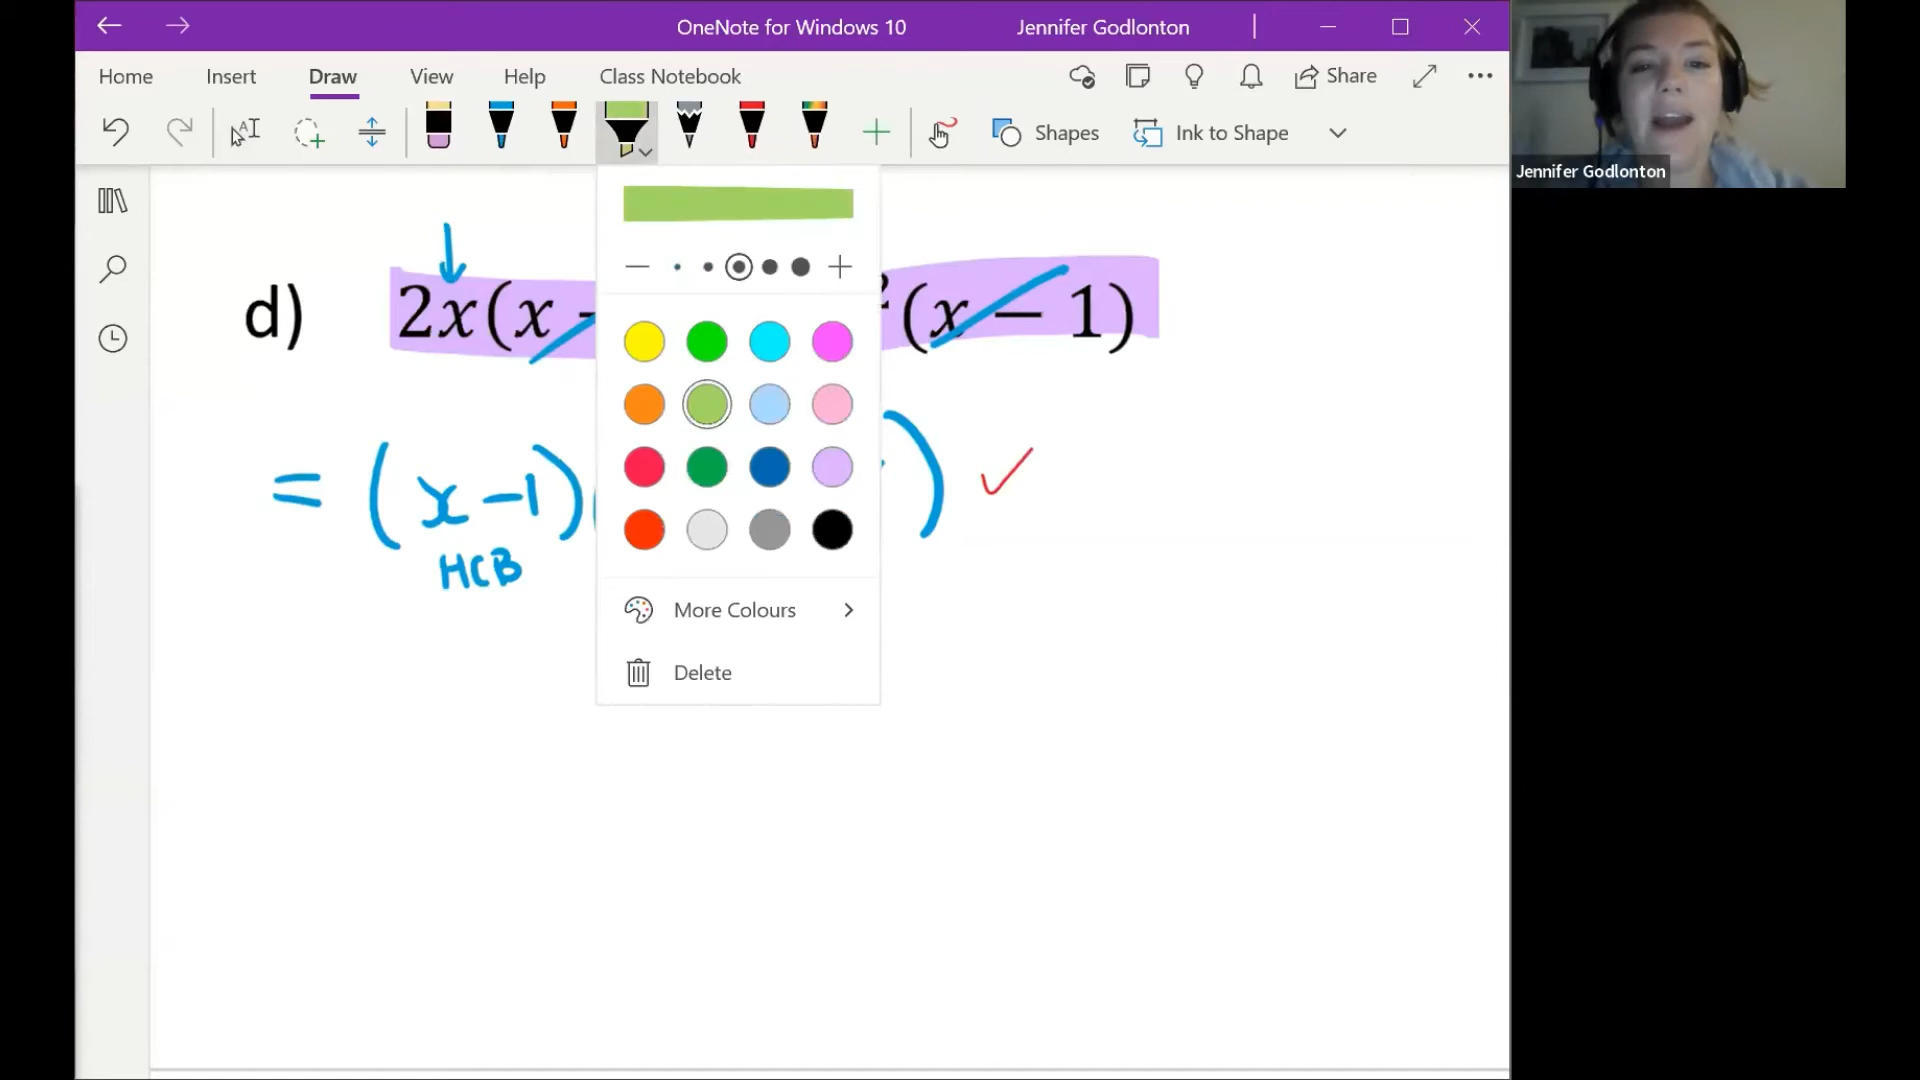 OneNote for Windows 10
Jennifer Godlonton
Home Insert Draw View Help Class Notebook Share
Shapes Ink to Shape
Jennifer Godlonton
d) 2x(x - ² (x − 1)
= (x -1) ) ✓
HCB
More Colours
Delete